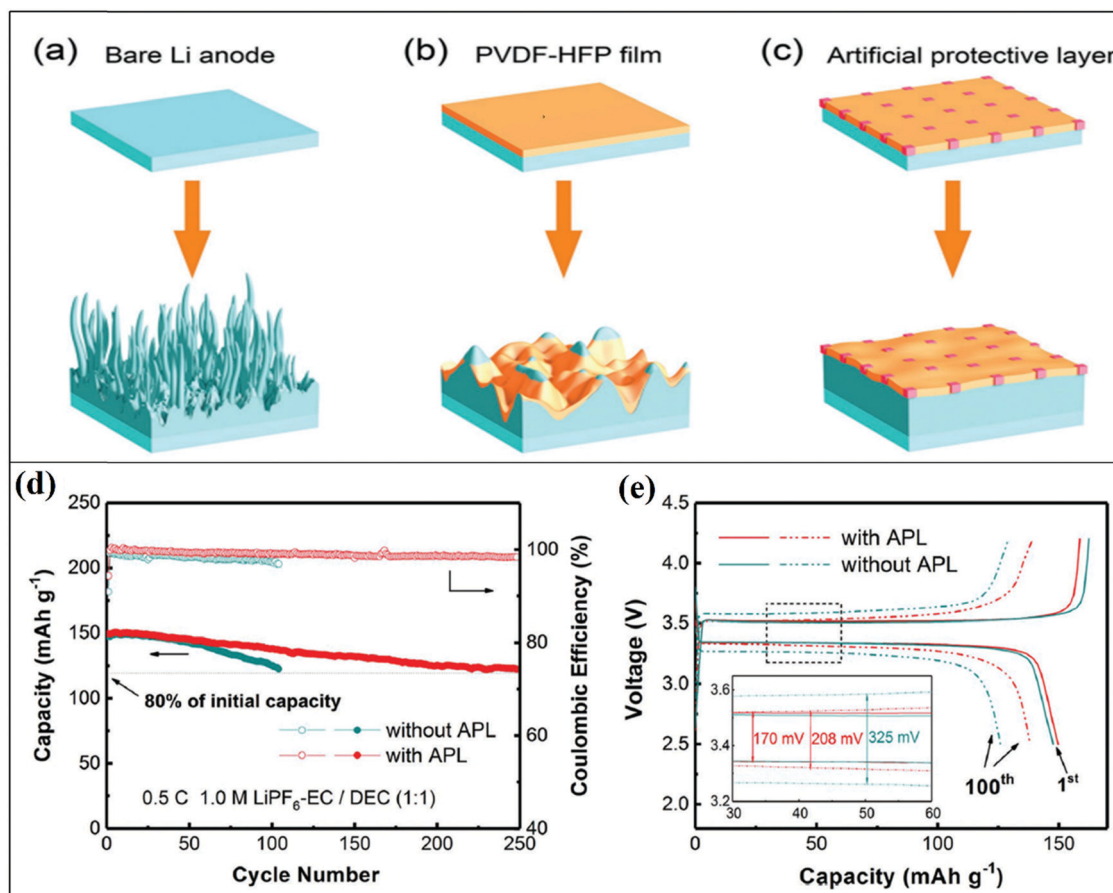 (a) Bare Li anode
(b) PVDF-HFP film
(c) Artificial protective layer
(d)
250
200
150
100
50
0
Capacity (mAh g⁻¹)
100
80
60
40
Coulombic Efficiency (%)
80% of initial capacity
without APL
with APL
0.5 C 1.0 M LiPF₆-EC / DEC (1:1)
0 50 100 150 200 250
Cycle Number
(e)
4.5
4.0
3.5
3.0
2.5
2.0
1.8
Voltage (V)
with APL
without APL
3.6
3.4
3.2
170 mV 208 mV 325 mV
30 40 50 60
100th 1st
0 50 100 150
Capacity (mAh g⁻¹)